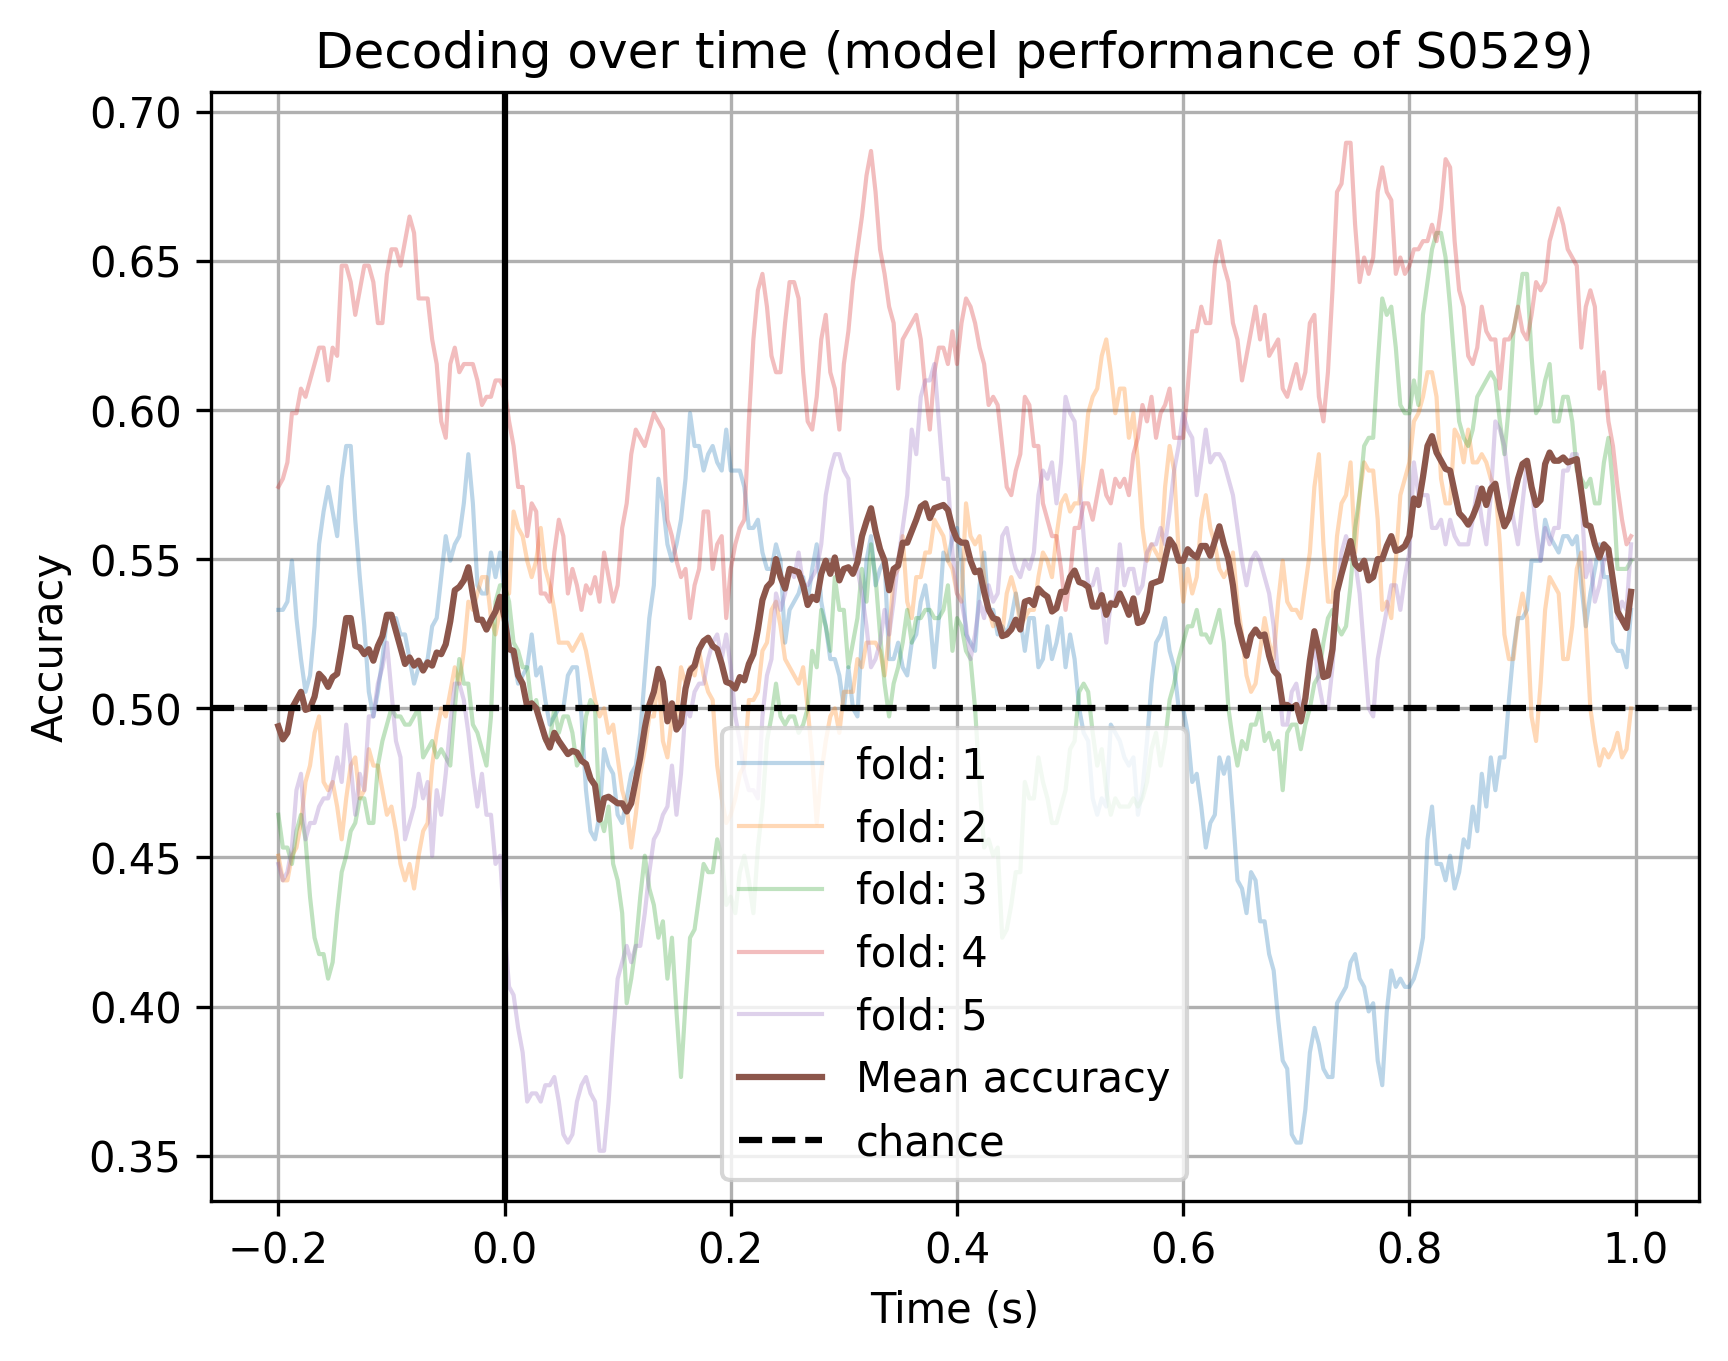 Decoding over time (model performance of S0529)
Accuracy
0.70
0.65
0.60
0.55
0.50
0.45
0.40
0.35
fold: 1
fold: 2
fold: 3
fold: 4
fold: 5
Mean accuracy
chance
−0.2 0.0 0.2 0.4 0.6 0.8 1.0
Time (s)